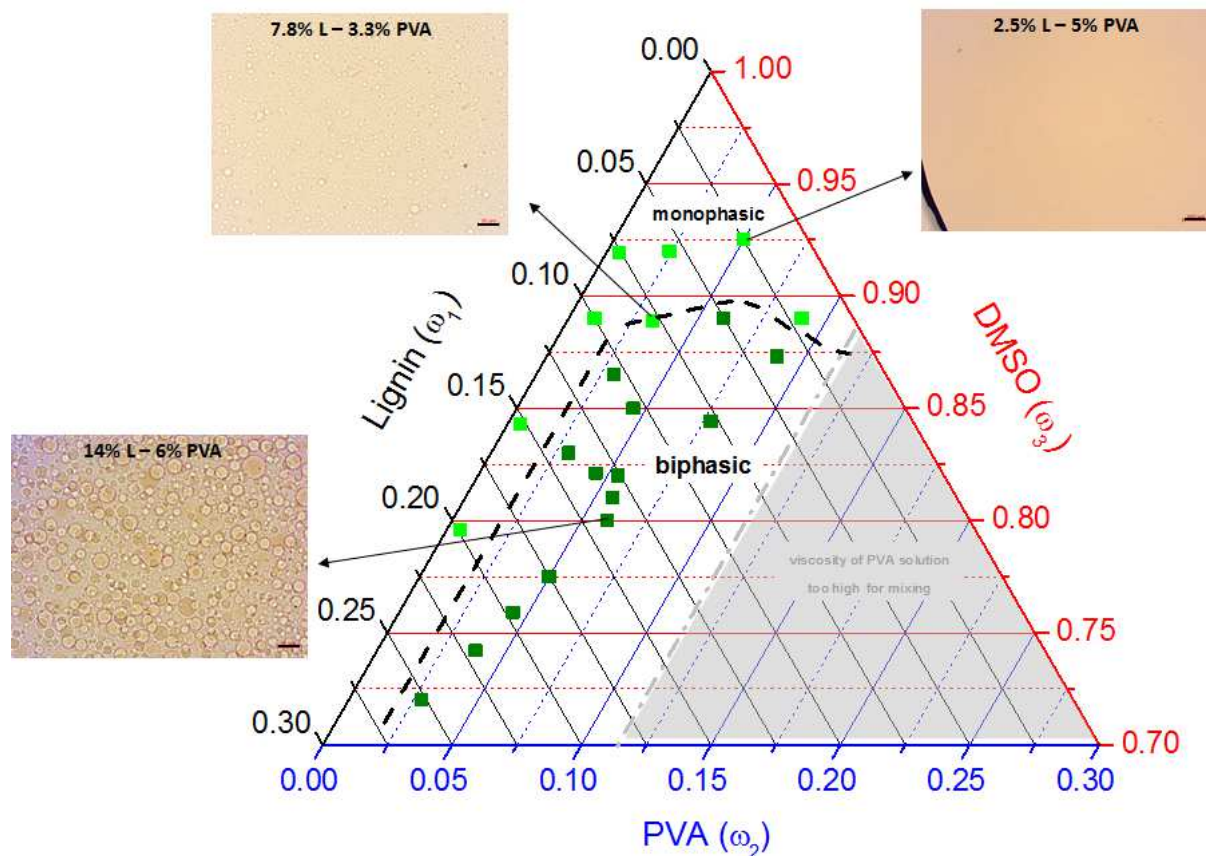 7.8% L – 3.3% PVA
2.5% L – 5% PVA
14% L – 6% PVA
0.00
0.05
0.10
0.15
0.20
0.25
0.30
Lignin (ω₁)
1.00
0.95
0.90
0.85
0.80
0.75
0.70
DMSO (ω₃)
monophasic
biphasic
viscosity of PVA solution
too high for mixing
0.00
0.05
0.10
0.15
0.20
0.25
0.30
PVA (ω₂)